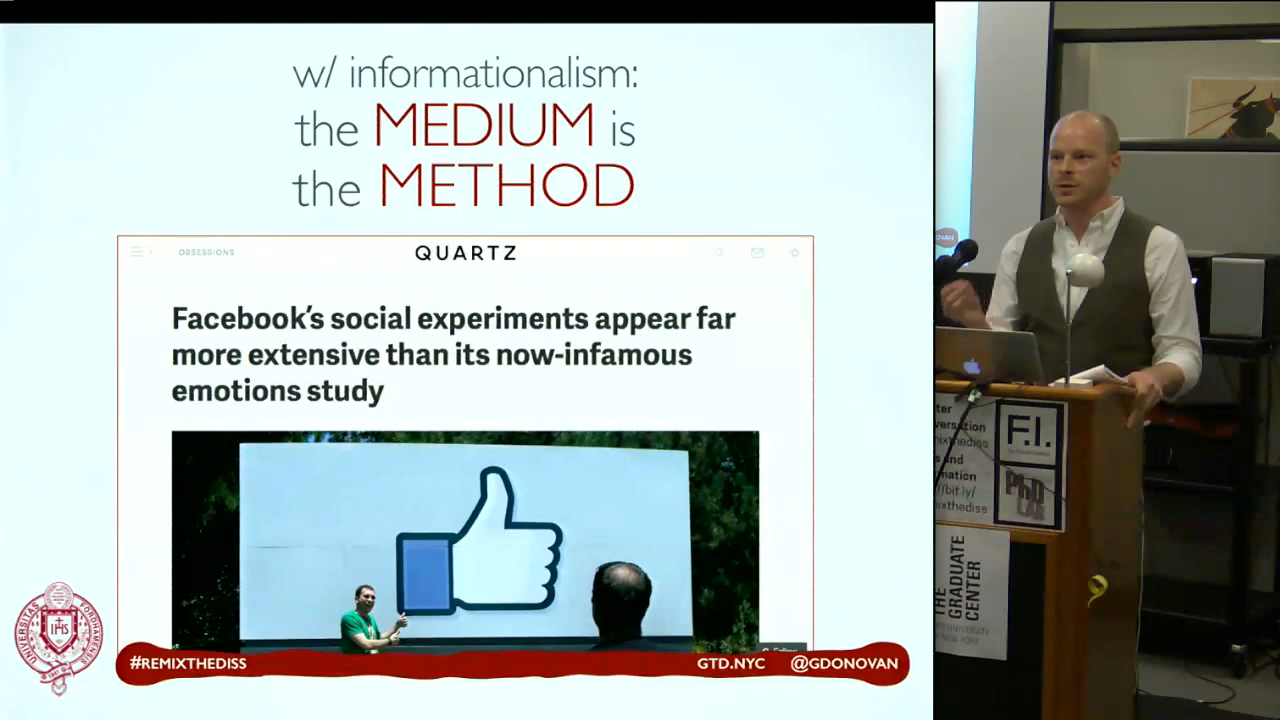 w/ informationalism:
the MEDIUM is
the METHOD
OBSESSIONS
QUARTZ
Facebook's social experiments appear far
more extensive than its now-infamous
emotions study
#REMIXTHEDISS
GTD.NYC
@GDONOVAN
F.I.
PhD
LAB
THE
GRADUATE
CENTER